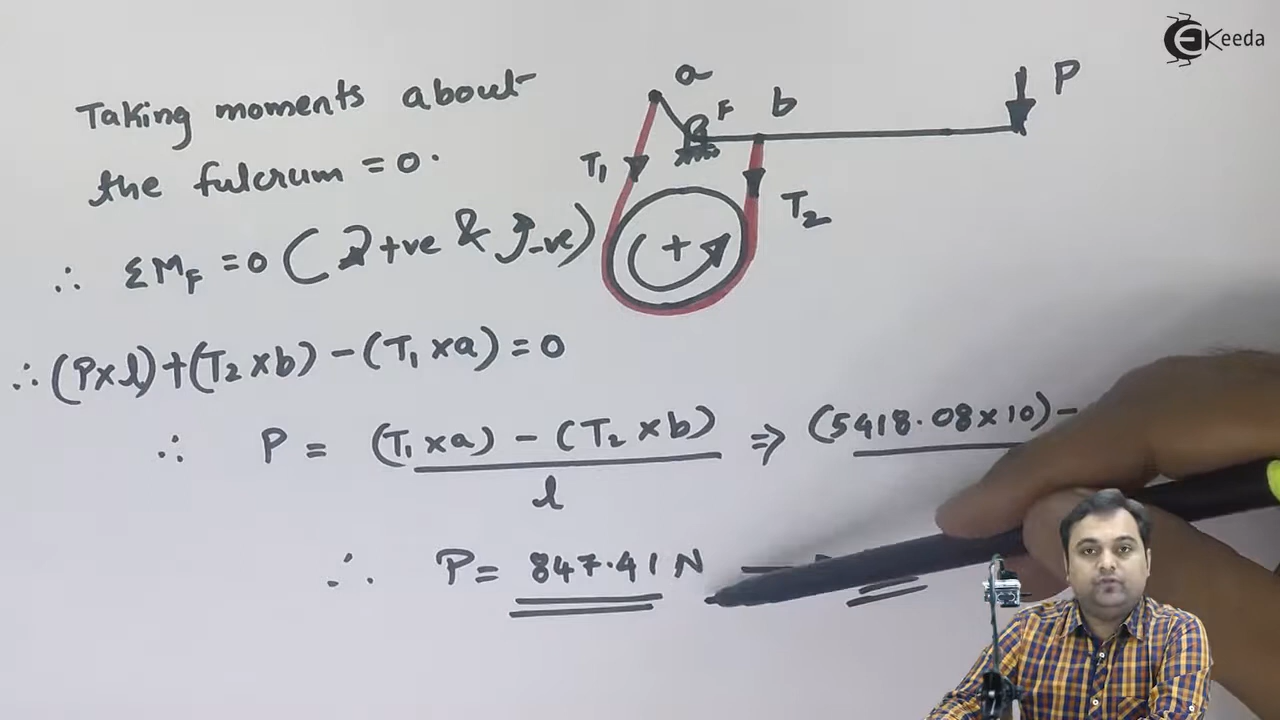 EKeeda
Taking moments about
the fulcrum = 0.
∴ ΣM_F = 0 (↻ +ve & ↺ -ve)
a
F
b
P
T₁
T₂
+
∴ (P×l) + (T₂×b) - (T₁×a) = 0
∴ P = (T₁×a) - (T₂×b) ⇒ (5418.08×10) -
l
∴ P = 847.41 N